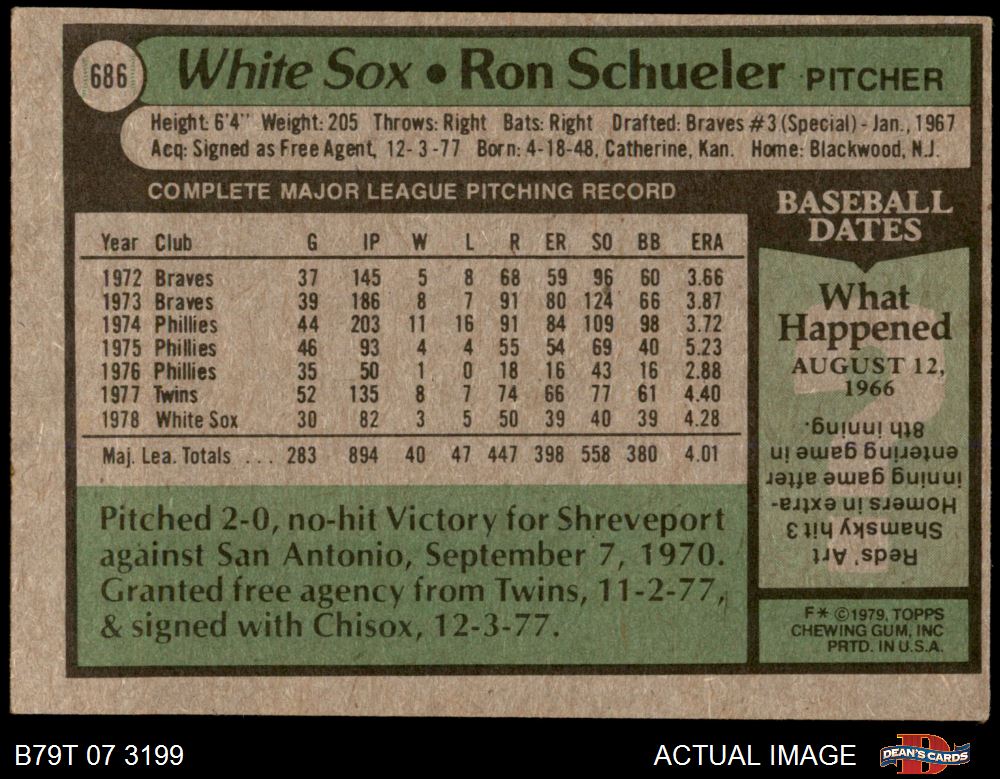 686
White Sox • Ron Schueler PITCHER
Height: 6'4" Weight: 205 Throws: Right Bats: Right Drafted: Braves #3 (Special) - Jan., 1967
Acq: Signed as Free Agent, 12-3-77 Born: 4-18-48, Catherine, Kan. Home: Blackwood, N.J.
COMPLETE MAJOR LEAGUE PITCHING RECORD
Year Club G IP W L R ER SO BB ERA
1972 Braves 37 145 5 8 68 59 96 60 3.66
1973 Braves 39 186 8 7 91 80 124 66 3.87
1974 Phillies 44 203 11 16 91 84 109 98 3.72
1975 Phillies 46 93 4 4 55 54 69 40 5.23
1976 Phillies 35 50 1 0 18 16 43 16 2.88
1977 Twins 52 135 8 7 74 66 77 61 4.40
1978 White Sox 30 82 3 5 50 39 40 39 4.28
Maj. Lea. Totals ... 283 894 40 47 447 398 558 380 4.01
Pitched 2-0, no-hit Victory for Shreveport
against San Antonio, September 7, 1970.
Granted free agency from Twins, 11-2-77,
& signed with Chisox, 12-3-77.
BASEBALL
DATES
What
Happened
AUGUST 12,
1966
Reds' Art
Shamsky hit 3
Homers in extra-
inning game after
entering game in
8th inning.
F* ©1979, TOPPS
CHEWING GUM, INC
PRTD. IN U.S.A.
B79T 07 3199
ACTUAL IMAGE
D
DEAN'S CARDS